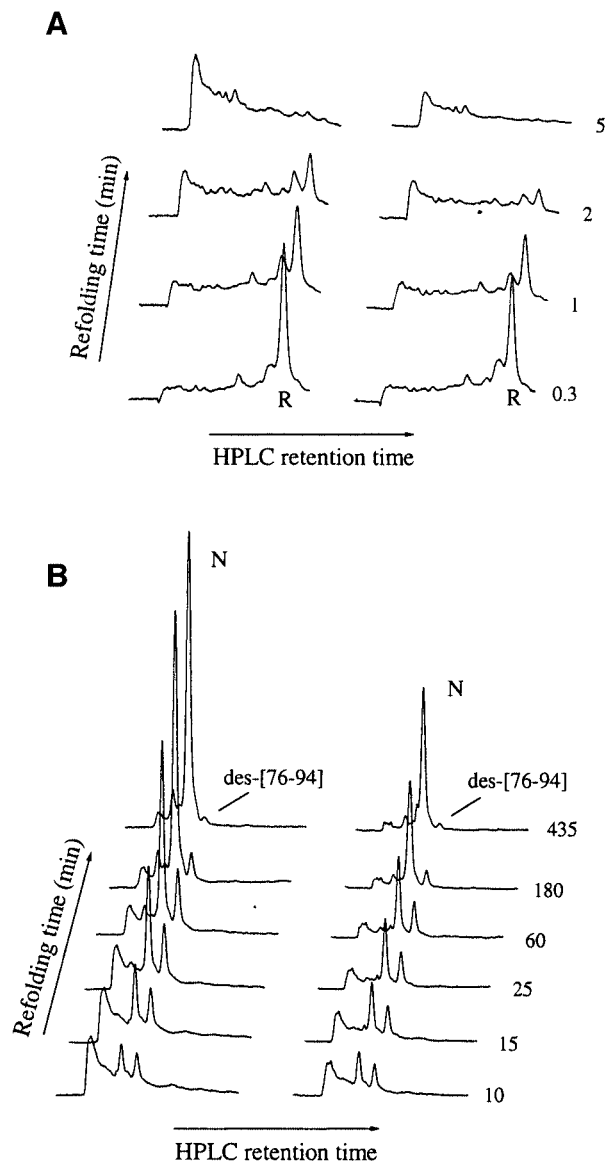 A
5
2
1
0.3
R
R
Refolding time (min)
HPLC retention time
B
N
N
des-[76-94]
des-[76-94]
435
180
60
25
15
10
Refolding time (min)
HPLC retention time